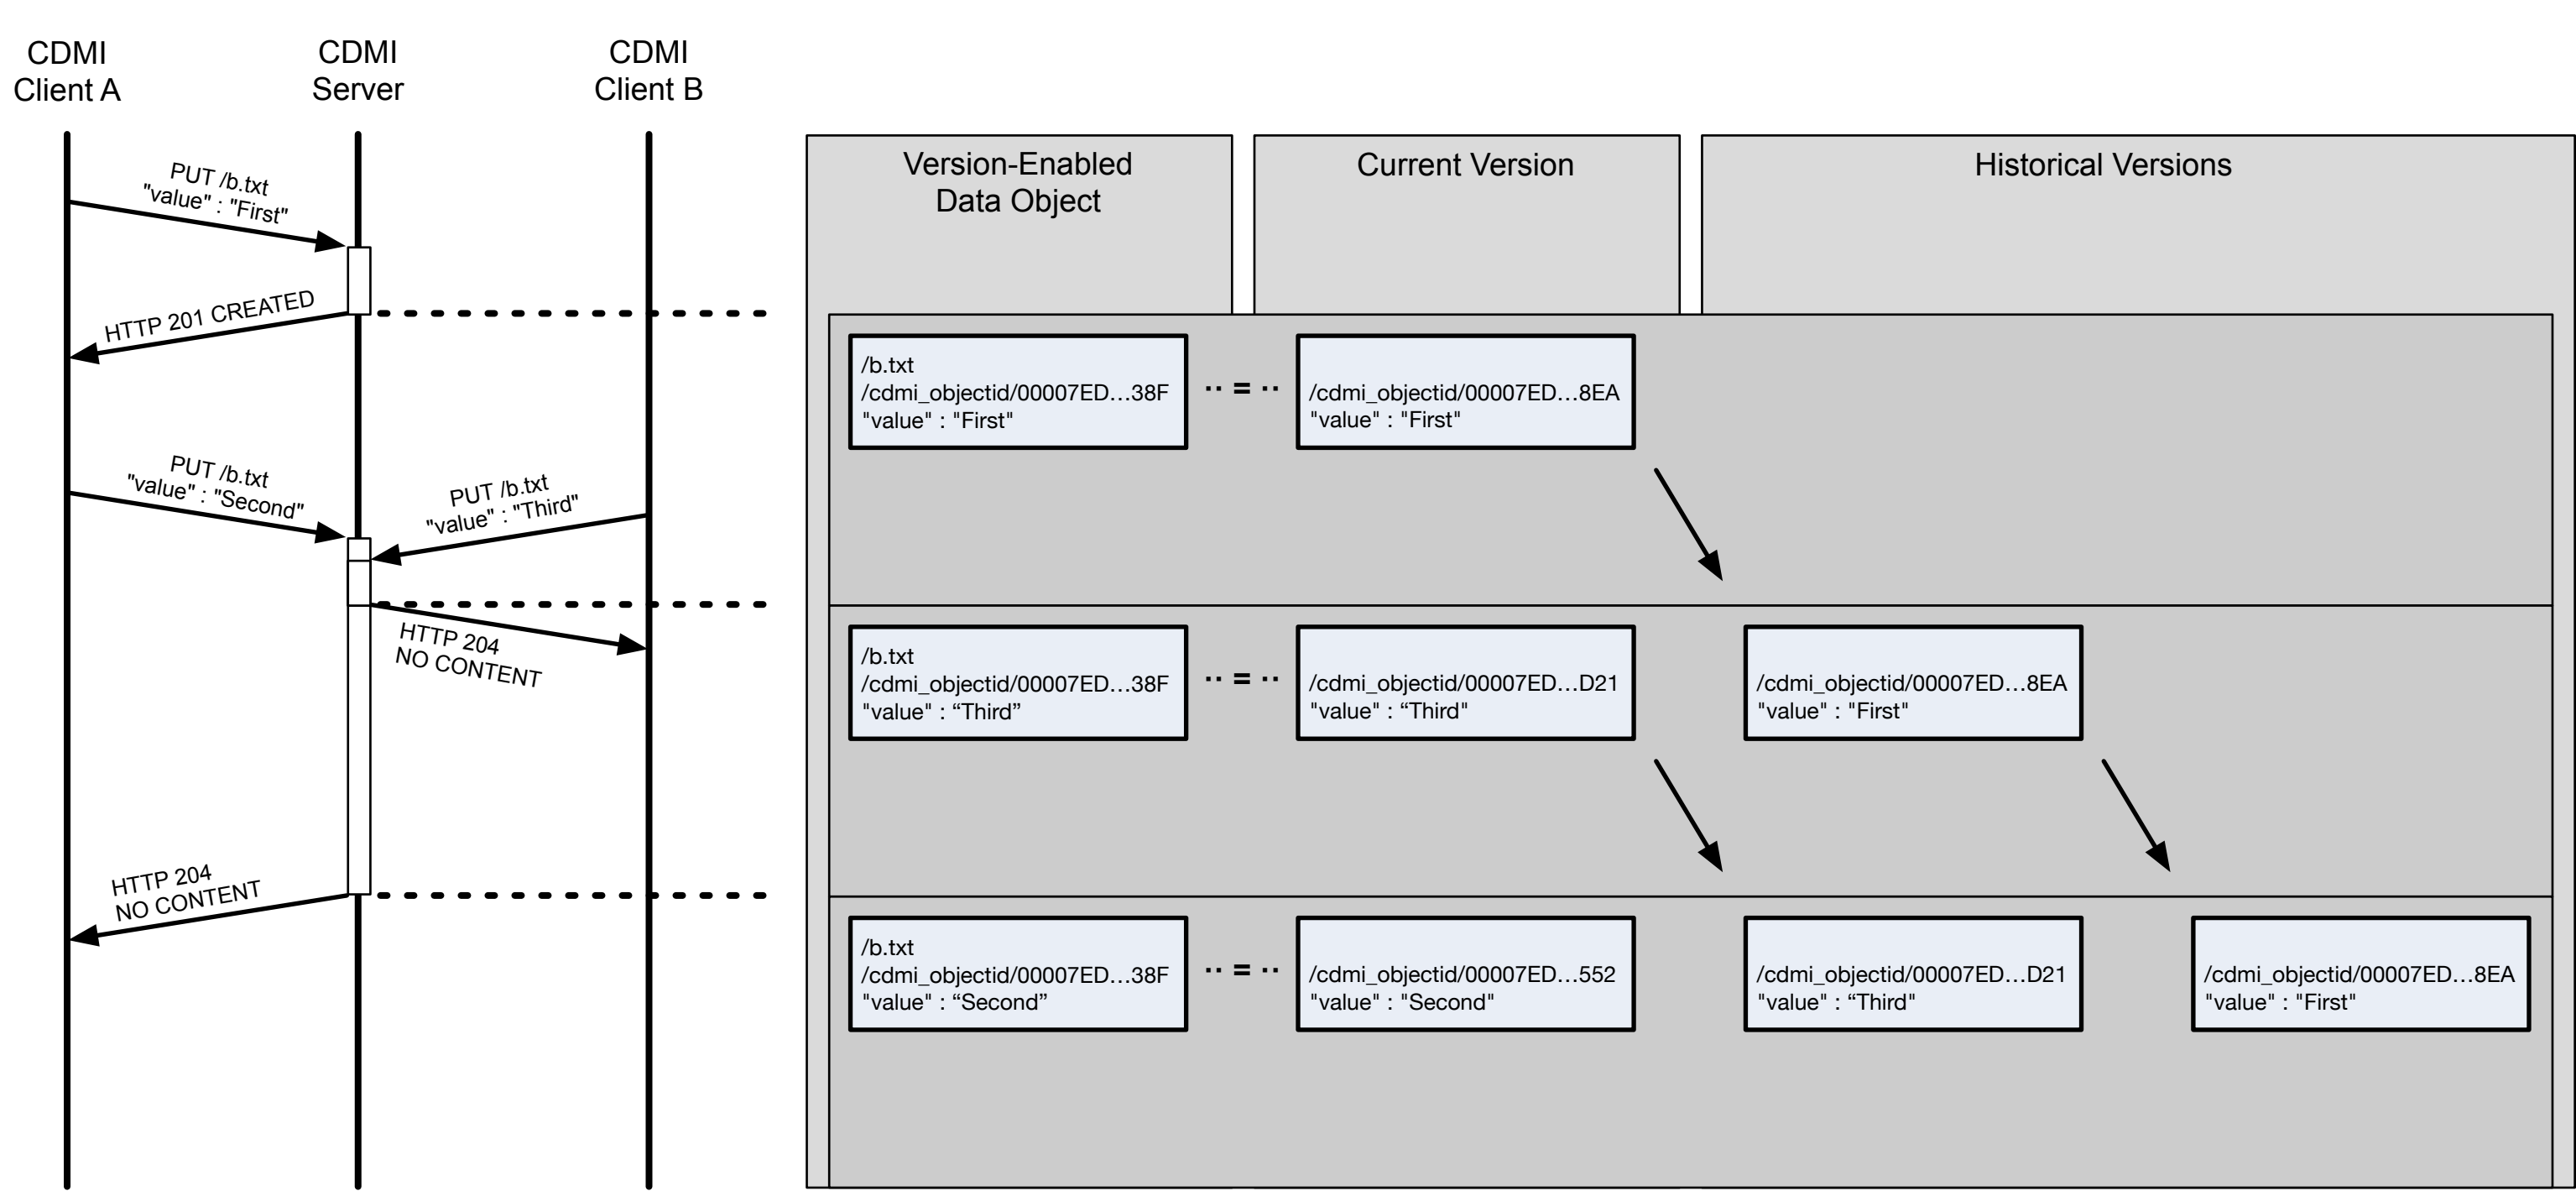 CDMI
Client A
CDMI
Server
CDMI
Client B
PUT /b.txt
"value" : "First"
HTTP 201 CREATED
PUT /b.txt
"value" : "Second"
PUT /b.txt
"value" : "Third"
HTTP 204
NO CONTENT
HTTP 204
NO CONTENT
Version-Enabled
Data Object
Current Version
Historical Versions
/b.txt
/cdmi_objectid/00007ED...38F
"value" : "First"
·· = ··
/cdmi_objectid/00007ED...8EA
"value" : "First"
/b.txt
/cdmi_objectid/00007ED...38F
"value" : “Third”
·· = ··
/cdmi_objectid/00007ED...D21
"value" : “Third"
/cdmi_objectid/00007ED...8EA
"value" : "First"
/b.txt
/cdmi_objectid/00007ED...38F
"value" : “Second”
·· = ··
/cdmi_objectid/00007ED...552
"value" : "Second"
/cdmi_objectid/00007ED...D21
"value" : “Third"
/cdmi_objectid/00007ED...8EA
"value" : "First"